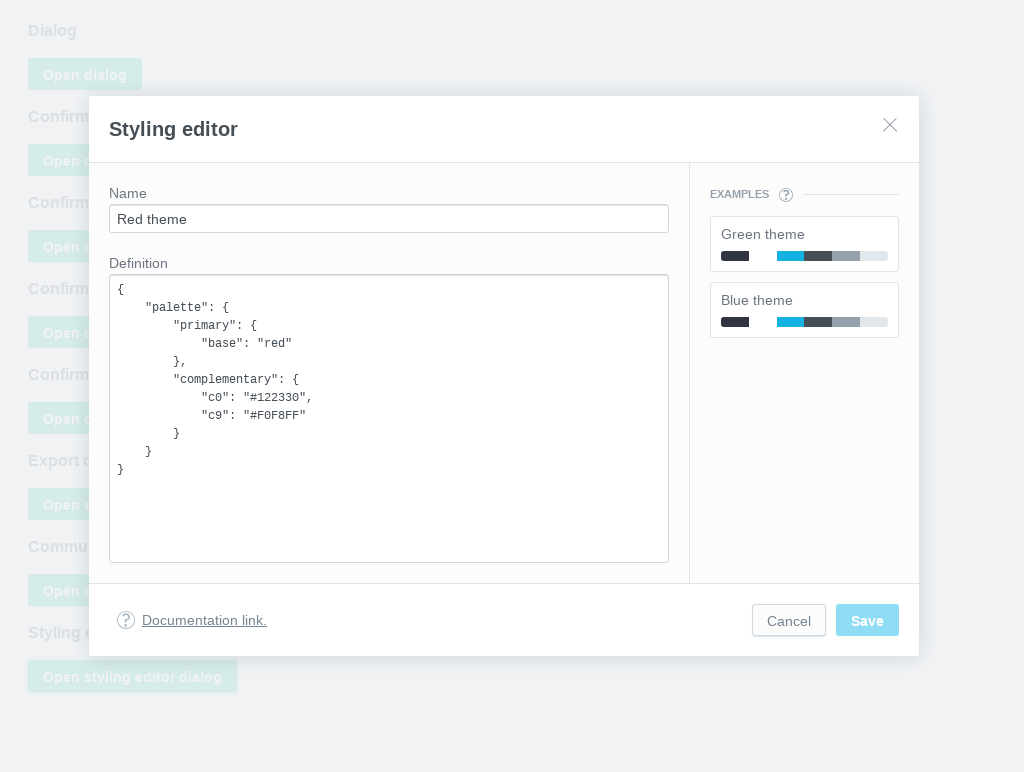 Dialog
Open dialog
Confirm
Open d
Confirm
Open d
Confirm
Open d
Confirm
Open d
Export d
Open d
Commu
Open d
Styling e
Open styling editor dialog
Styling editor
Name
Red theme
Definition
{
    "palette": {
        "primary": {
            "base": "red"
        },
        "complementary": {
            "c0": "#122330",
            "c9": "#F0F8FF"
        }
    }
}
EXAMPLES ?
Green theme
Blue theme
? Documentation link.
Cancel
Save